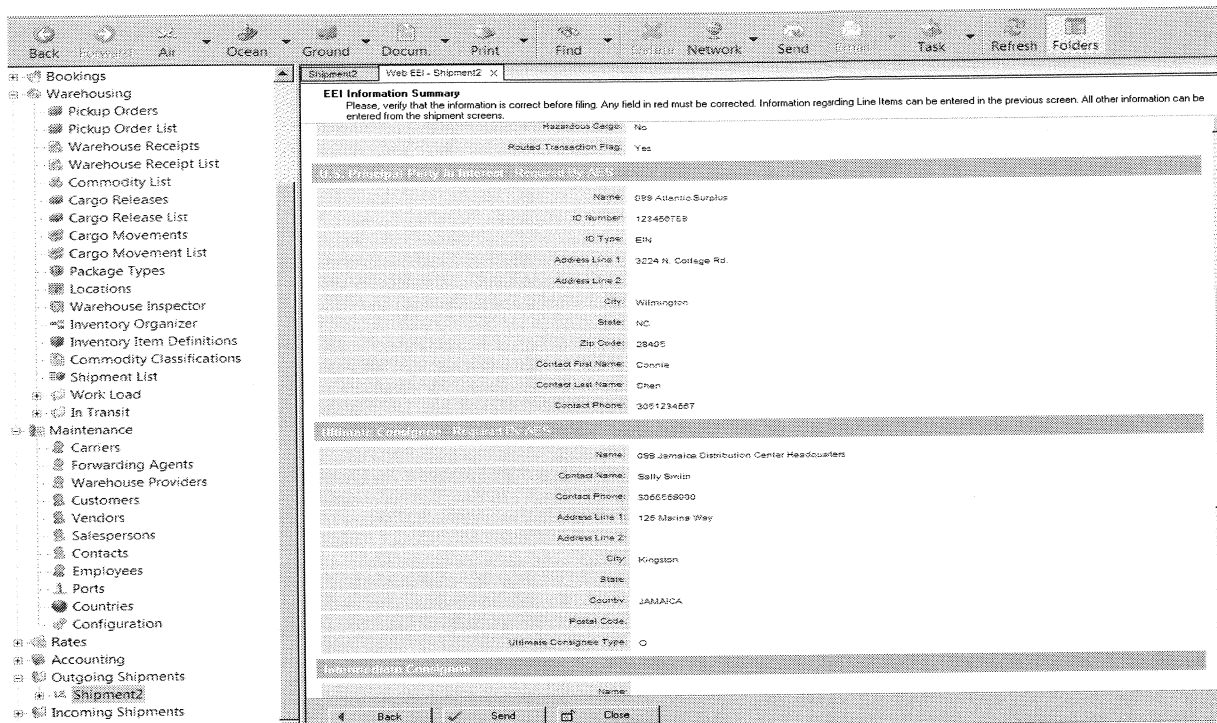 Back Forward Air Ocean Ground Docum. Print Find Network Send Email Task Refresh Folders
Bookings
Warehousing
Pickup Orders
Pickup Order List
Warehouse Receipts
Warehouse Receipt List
Commodity List
Cargo Releases
Cargo Release List
Cargo Movements
Cargo Movement List
Package Types
Locations
Warehouse Inspector
Inventory Organizer
Inventory Item Definitions
Commodity Classifications
Shipment List
Work Load
In Transit
Maintenance
Carriers
Forwarding Agents
Warehouse Providers
Customers
Vendors
Salespersons
Contacts
Employees
Ports
Countries
Configuration
Rates
Accounting
Outgoing Shipments
Shipment2
Incoming Shipments
Shipment2 Web EEI - Shipment2 X
EEI Information Summary
Please, verify that the information is correct before filing. Any field in red must be corrected. Information regarding Line Items can be entered in the previous screen. All other information can be
entered from the shipment screens.
Hazardous Cargo: No
Routed Transaction Flag: Yes
U.S. Principal Party In Interest - Required By AES
Name: 099 Atlantic Surplus
ID Number: 123456789
ID Type: EIN
Address Line 1: 3224 N. College Rd.
Address Line 2:
City: Wilmington
State: NC
Zip Code: 28405
Contact First Name: Connie
Contact Last Name: Chen
Contact Phone: 3051234567
Ultimate Consignee - Required By AES
Name: 099 Jamaica Distribution Center Headquaters
Contact Name: Sally Smith
Contact Phone:
Address Line 1: 125 Marina Way
Address Line 2:
City: Kingston
State:
Country: JAMAICA
Postal Code:
Ultimate Consignee Type: O
Intermediate Consignee
Name:
Back Send Close